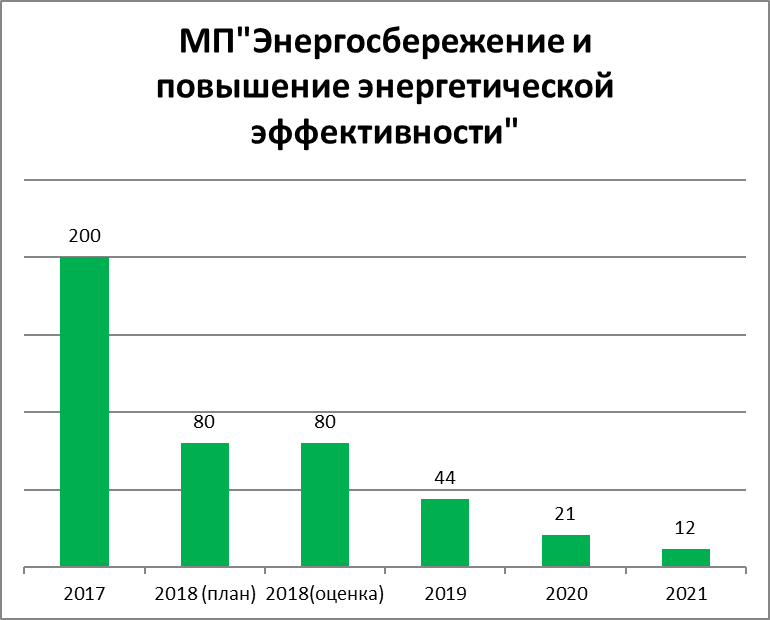 МП"Энергосбережение и
повышение энергетической
эффективности"
200
80
80
44
21
12
2017
2018 (план)
2018(оценка)
2019
2020
2021